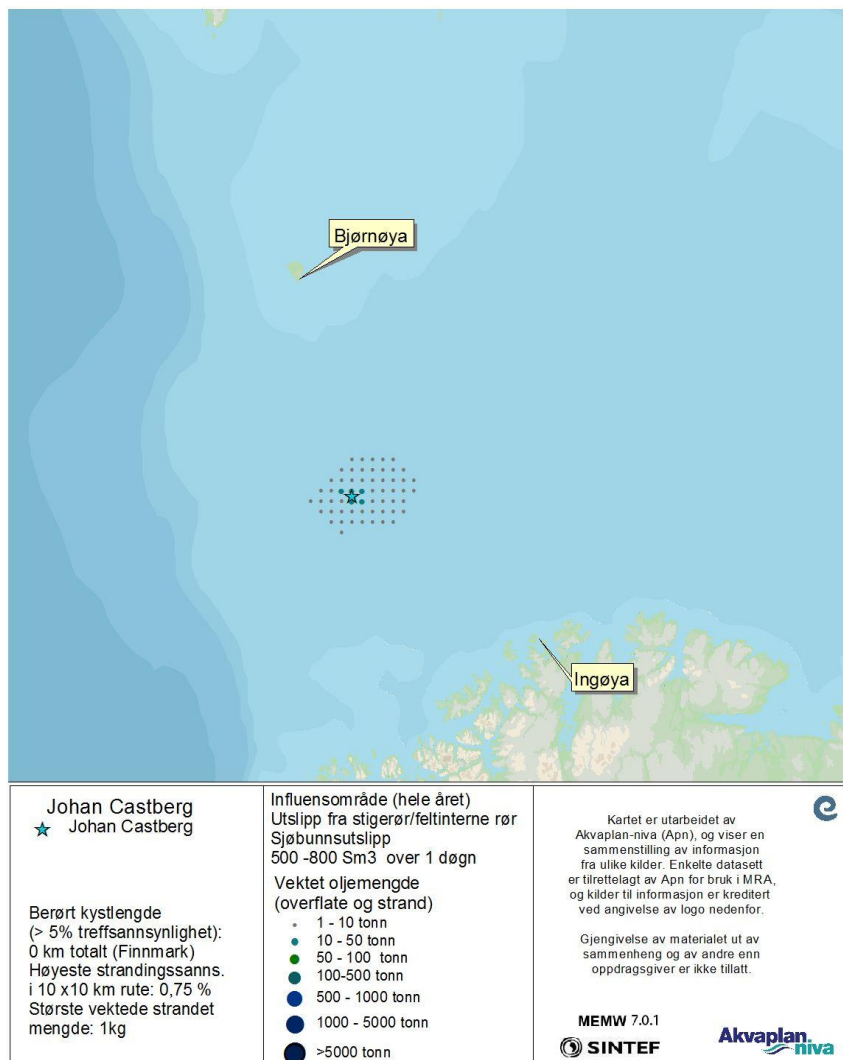 Bjørnøya
Ingøya
Johan Castberg
Johan Castberg
Berørt kystlengde
(> 5% treffsannsynlighet):
0 km totalt (Finnmark)
Høyeste strandingssanns.
i 10 x10 km rute: 0,75 %
Største vektede strandet
mengde: 1kg
Influensområde (hele året)
Utslipp fra stigerør/feltinterne rør
Sjøbunnsutslipp
500 -800 Sm3 over 1 døgn
Vektet oljemengde
(overflate og strand)
1 - 10 tonn
10 - 50 tonn
50 - 100 tonn
100-500 tonn
500 - 1000 tonn
1000 - 5000 tonn
>5000 tonn
Kartet er utarbeidet av
Akvaplan-niva (Apn), og viser en
sammenstilling av informasjon
fra ulike kilder. Enkelte datasett
er tilrettelagt av Apn for bruk i MRA,
og kilder til informasjon er kreditert
ved angivelse av logo nedenfor.
Gjengivelse av materialet ut av
sammenheng og av andre enn
oppdragsgiver er ikke tillatt.
MEMW 7.0.1
SINTEF
Akvaplan
niva